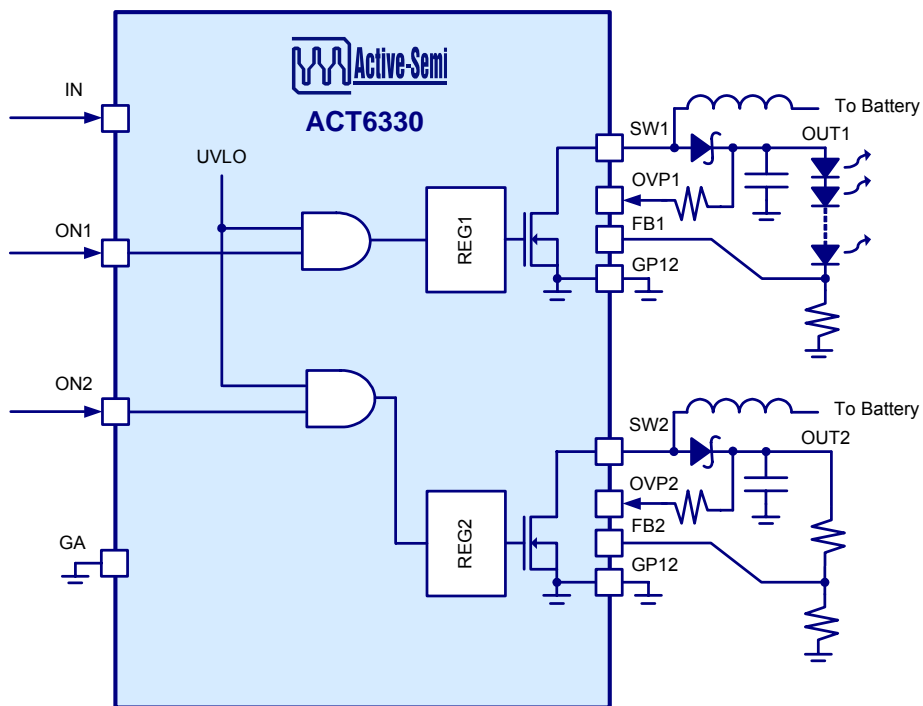 Active-Semi
ACT6330
IN
UVLO
ON1
REG1
SW1
To Battery
OUT1
OVP1
FB1
GP12
ON2
GA
REG2
SW2
To Battery
OUT2
OVP2
FB2
GP12